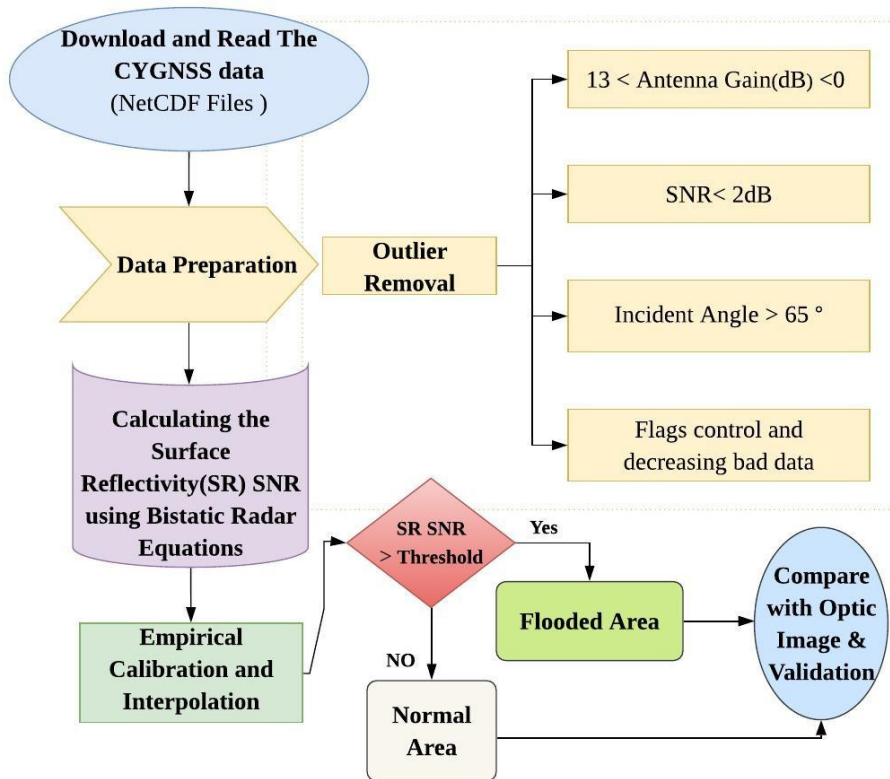 Download and Read The
CYGNSS data
(NetCDF Files )
Data Preparation
Outlier
Removal
13 < Antenna Gain(dB) <0
SNR< 2dB
Incident Angle > 65 °
Flags control and
decreasing bad data
Calculating the
Surface
Reflectivity(SR) SNR
using Bistatic Radar
Equations
Empirical
Calibration and
Interpolation
SR SNR
> Threshold
Yes
Flooded Area
NO
Normal
Area
Compare
with Optic
Image &
Validation